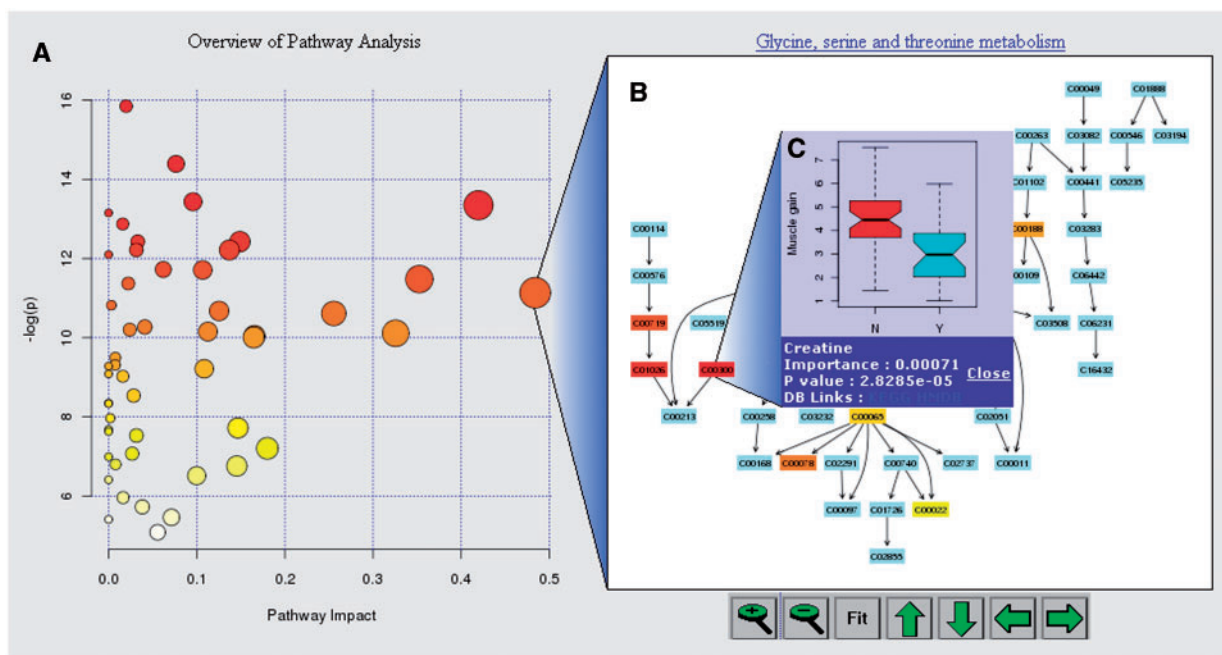 Overview of Pathway Analysis
Glycine, serine and threonine metabolism
A
B
C
-log(p)
16
14
12
10
8
6
0.0 0.1 0.2 0.3 0.4 0.5
Pathway Impact
C00049 C01888
C00263 C03082 C00546 C03194
C01102 C00441 C05235
C00114 C00188 C03283
C00576 C00109 C06442
C00719 C05519 C03508 C06231
C01026 C00300 C16432
C00213 C00258 C03232 C00065 C02051
C00168 C00078 C02291 C00740 C02737 C00011
C00097 C01726 C00022
C02855
Muscle gain
7
6
5
4
3
2
1
N Y
Creatine
Importance : 0.00071
P value : 2.8285e-05
Close
DB Links :
Fit